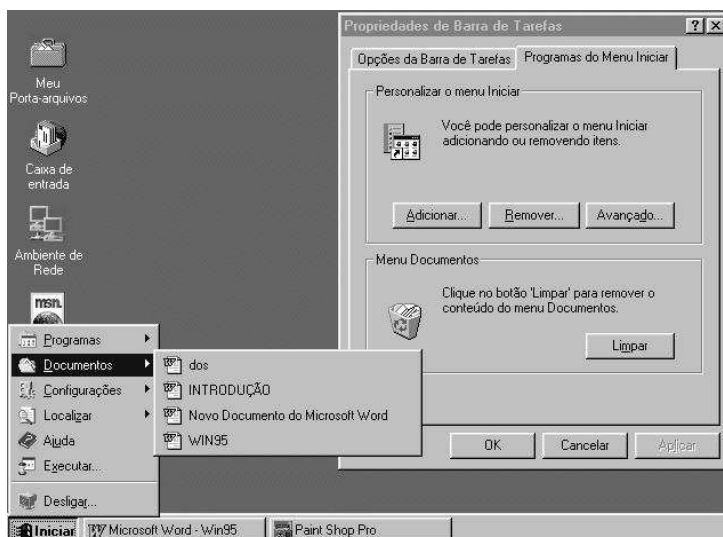 Meu
Porta-arquivos
Caixa de
entrada
Ambiente de
Rede
msn.
Propriedades de Barra de Tarefas
Opções da Barra de Tarefas
Programas do Menu Iniciar
Personalizar o menu Iniciar
Você pode personalizar o menu Iniciar
adicionando ou removendo itens.
Adicionar...
Remover...
Avançado...
Menu Documentos
Clique no botão 'Limpar' para remover o
conteúdo do menu Documentos.
Limpar
OK
Cancelar
Aplicar
Programas
Documentos
Configurações
Localizar
Ajuda
Executar...
Desligar...
dos
INTRODUÇÃO
Novo Documento do Microsoft Word
WIN95
Iniciar
Microsoft Word - Win95
Paint Shop Pro